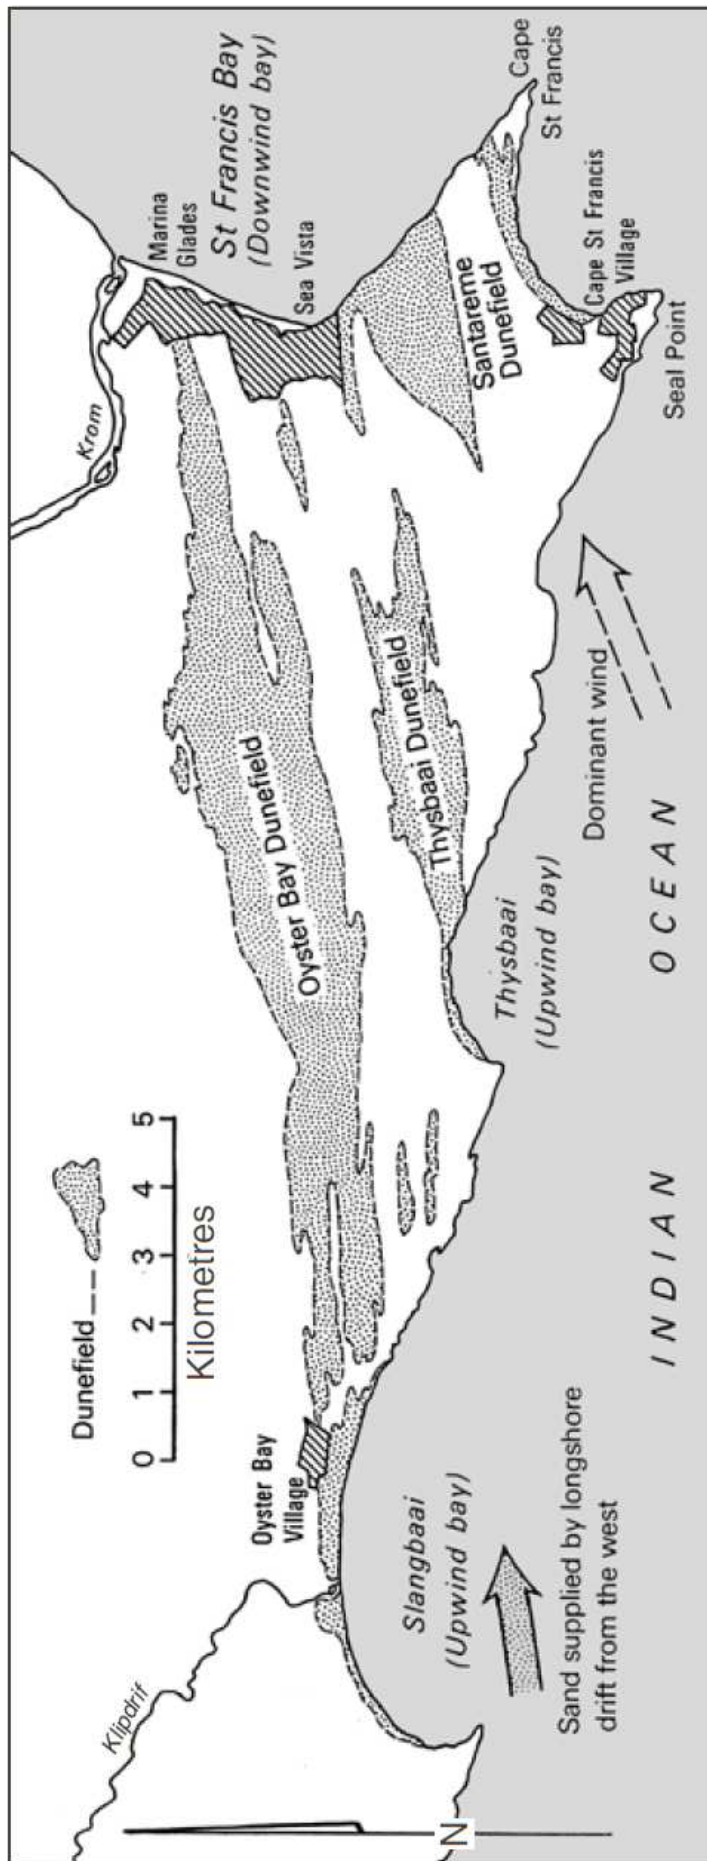 Klipdrif
N
Dunefield
0 1 2 3 4 5
Kilometres
Oyster Bay
Village
Slangbaai
(Upwind bay)
Sand supplied by longshore
drift from the west
Oyster Bay Dunefield
Thysbaai Dunefield
Thysbaai
(Upwind bay)
Dominant wind
INDIAN OCEAN
Krom
Marina
Glades
St Francis Bay
(Downwind bay)
Sea Vista
Santareme
Dunefield
Cape
St Francis
Cape St Francis
Village
Seal Point